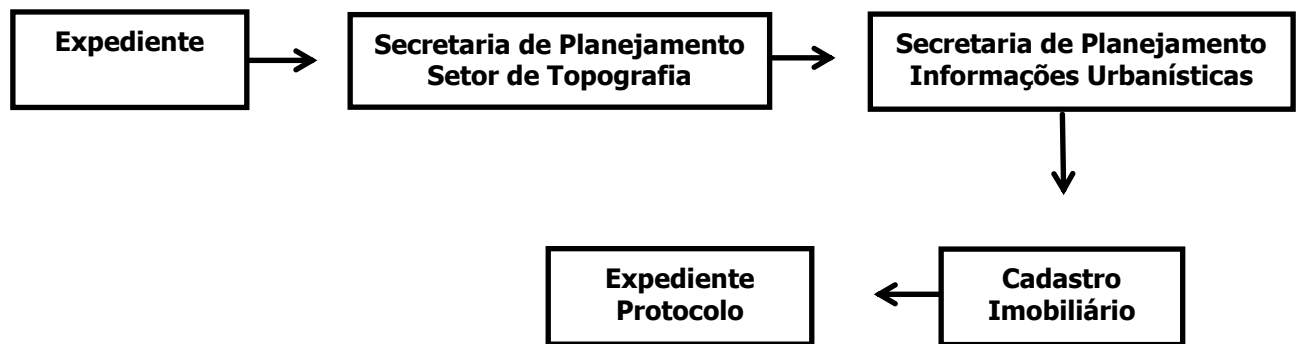 Expediente
Secretaria de Planejamento
Setor de Topografia
Secretaria de Planejamento
Informações Urbanísticas
Cadastro
Imobiliário
Expediente
Protocolo